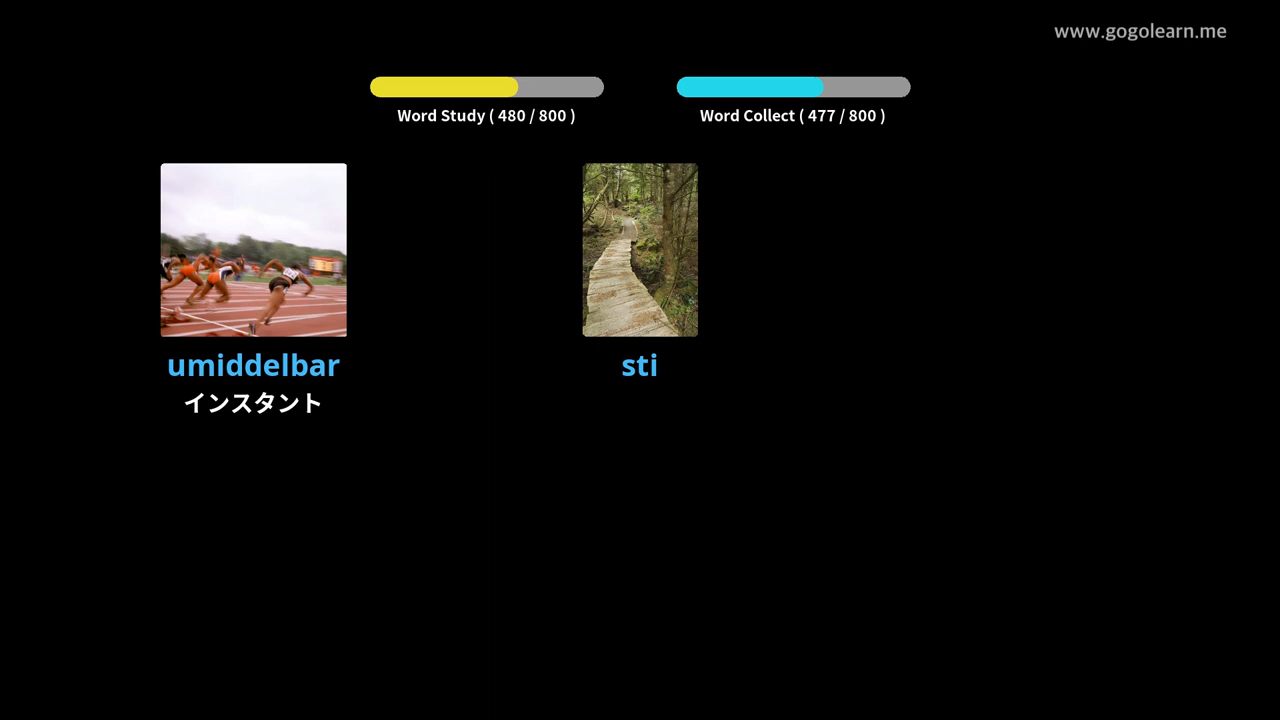 www.gogolearn.me
Word Study ( 480 / 800 )
Word Collect ( 477 / 800 )
umiddelbar
インスタント
sti